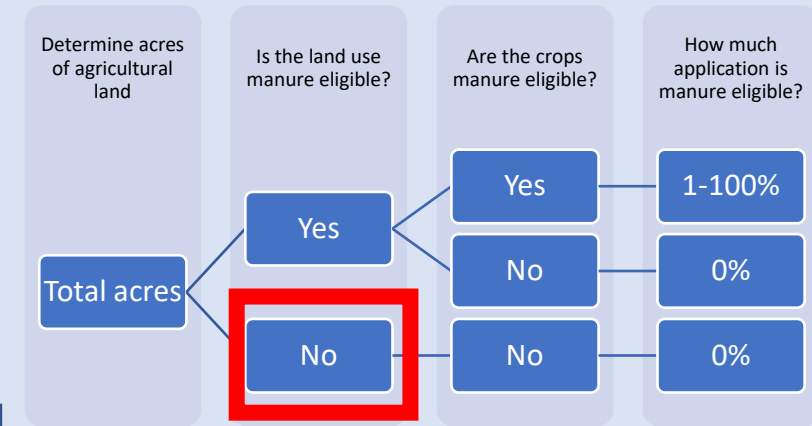 Determine acres
of agricultural
land
Is the land use
manure eligible?
Are the crops
manure eligible?
How much
application is
manure eligible?
Total acres
Yes
No
Yes
No
No
1-100%
0%
0%